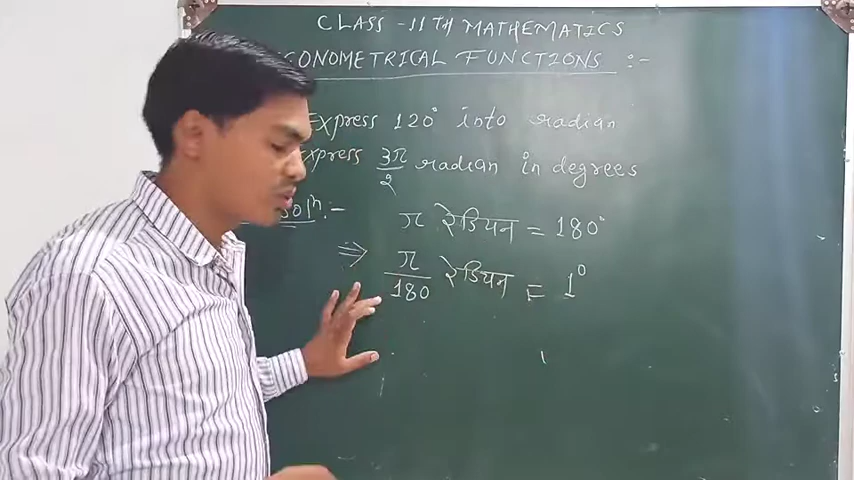 CLASS - 11TH MATHEMATICS
GONOMETRICAL FUNCTIONS :-
Express 120° into radian
Express 3π/2 radian in degrees
Solⁿ. :-
π रेडियन = 180°
⇒ π/180 रेडियन = 1°